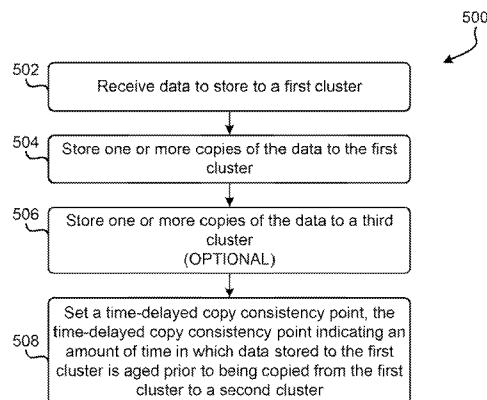 500
502
Receive data to store to a first cluster
504
Store one or more copies of the data to the first
cluster
506
Store one or more copies of the data to a third
cluster
(OPTIONAL)
508
Set a time-delayed copy consistency point, the
time-delayed copy consistency point indicating an
amount of time in which data stored to the first
cluster is aged prior to being copied from the first
cluster to a second cluster